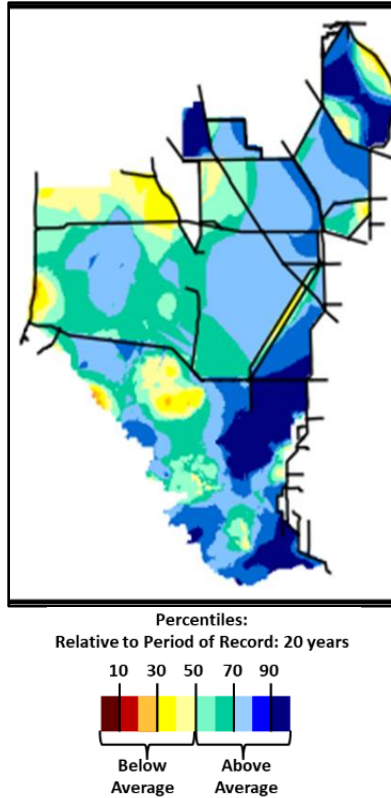 Percentiles:
Relative to Period of Record: 20 years
10 30 50 70 90
Below Above
Average Average